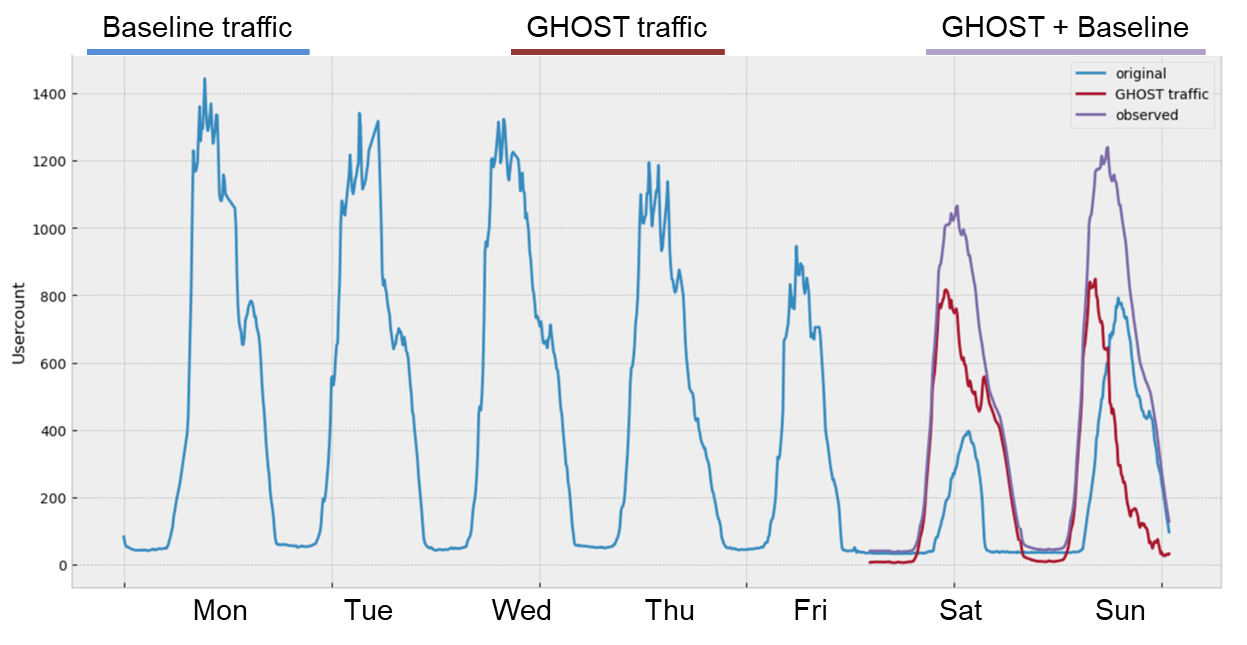 Baseline traffic
GHOST traffic
GHOST + Baseline
original
GHOST traffic
observed
1400
1200
1000
800
600
400
200
0
Usercount
Mon
Tue
Wed
Thu
Fri
Sat
Sun